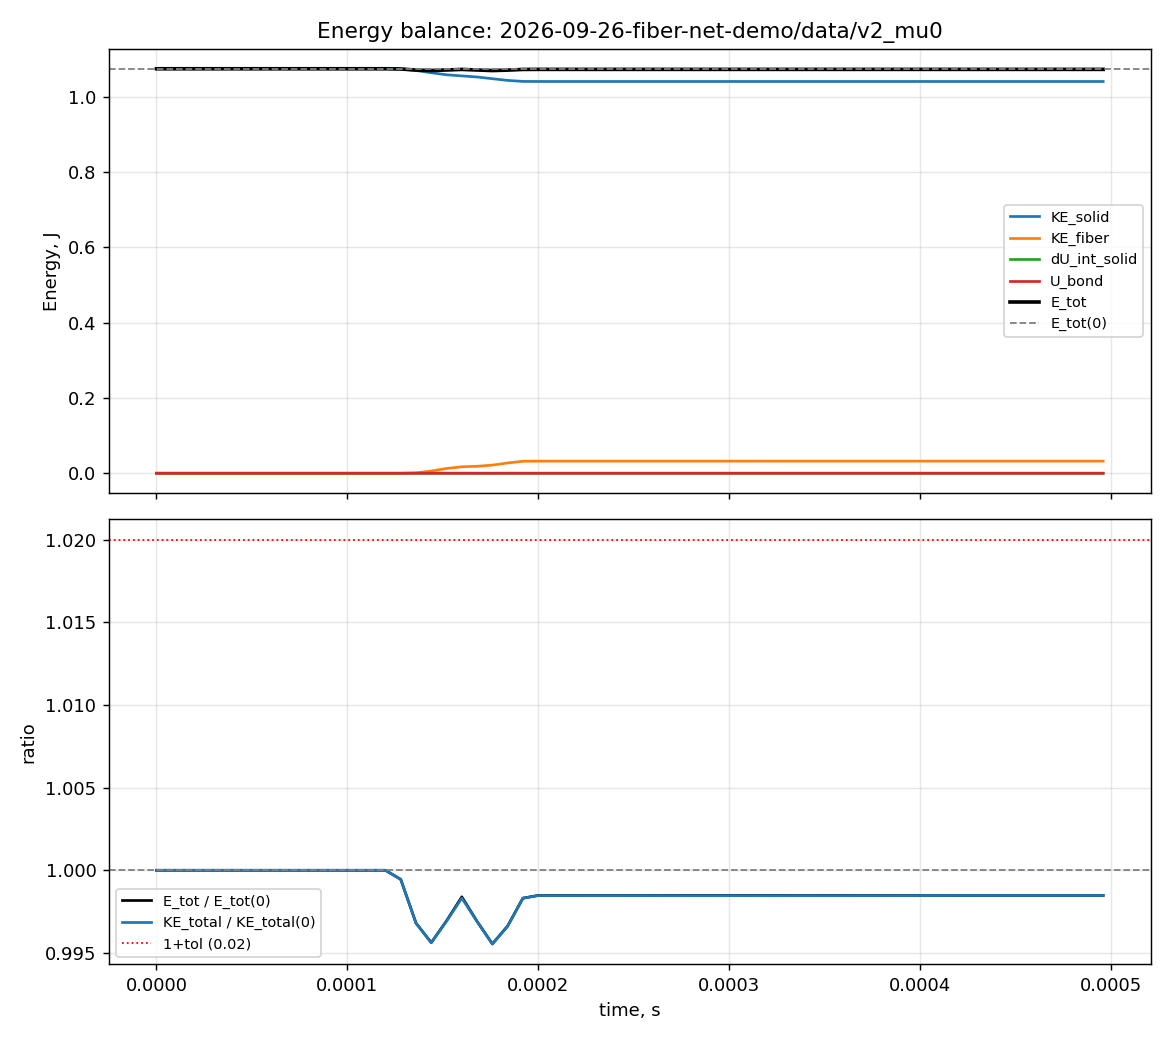 Energy balance: 2026-09-26-fiber-net-demo/data/v2_mu0
Energy, J
1.0
0.8
0.6
0.4
0.2
0.0
KE_solid
KE_fiber
dU_int_solid
U_bond
E_tot
E_tot(0)
ratio
1.020
1.015
1.010
1.005
1.000
0.995
E_tot / E_tot(0)
KE_total / KE_total(0)
1+tol (0.02)
0.0000 0.0001 0.0002 0.0003 0.0004 0.0005
time, s